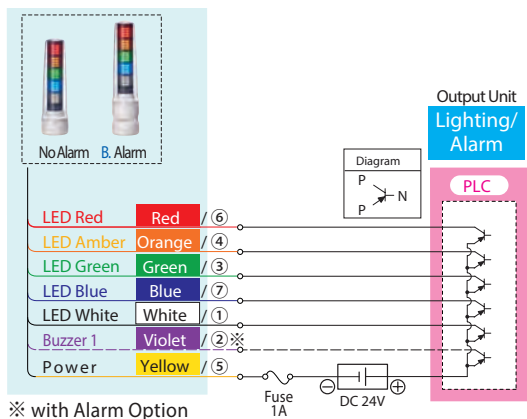 Output Unit
Lighting/
Alarm
No Alarm B. Alarm
Diagram
P
N
P
PLC
LED Red Red / ⑥
LED Amber Orange / ④
LED Green Green / ③
LED Blue Blue / ⑦
LED White White / ①
Buzzer 1 Violet / ②※
Power Yellow / ⑤
Fuse
1A
⊖ DC 24V ⊕
※ with Alarm Option